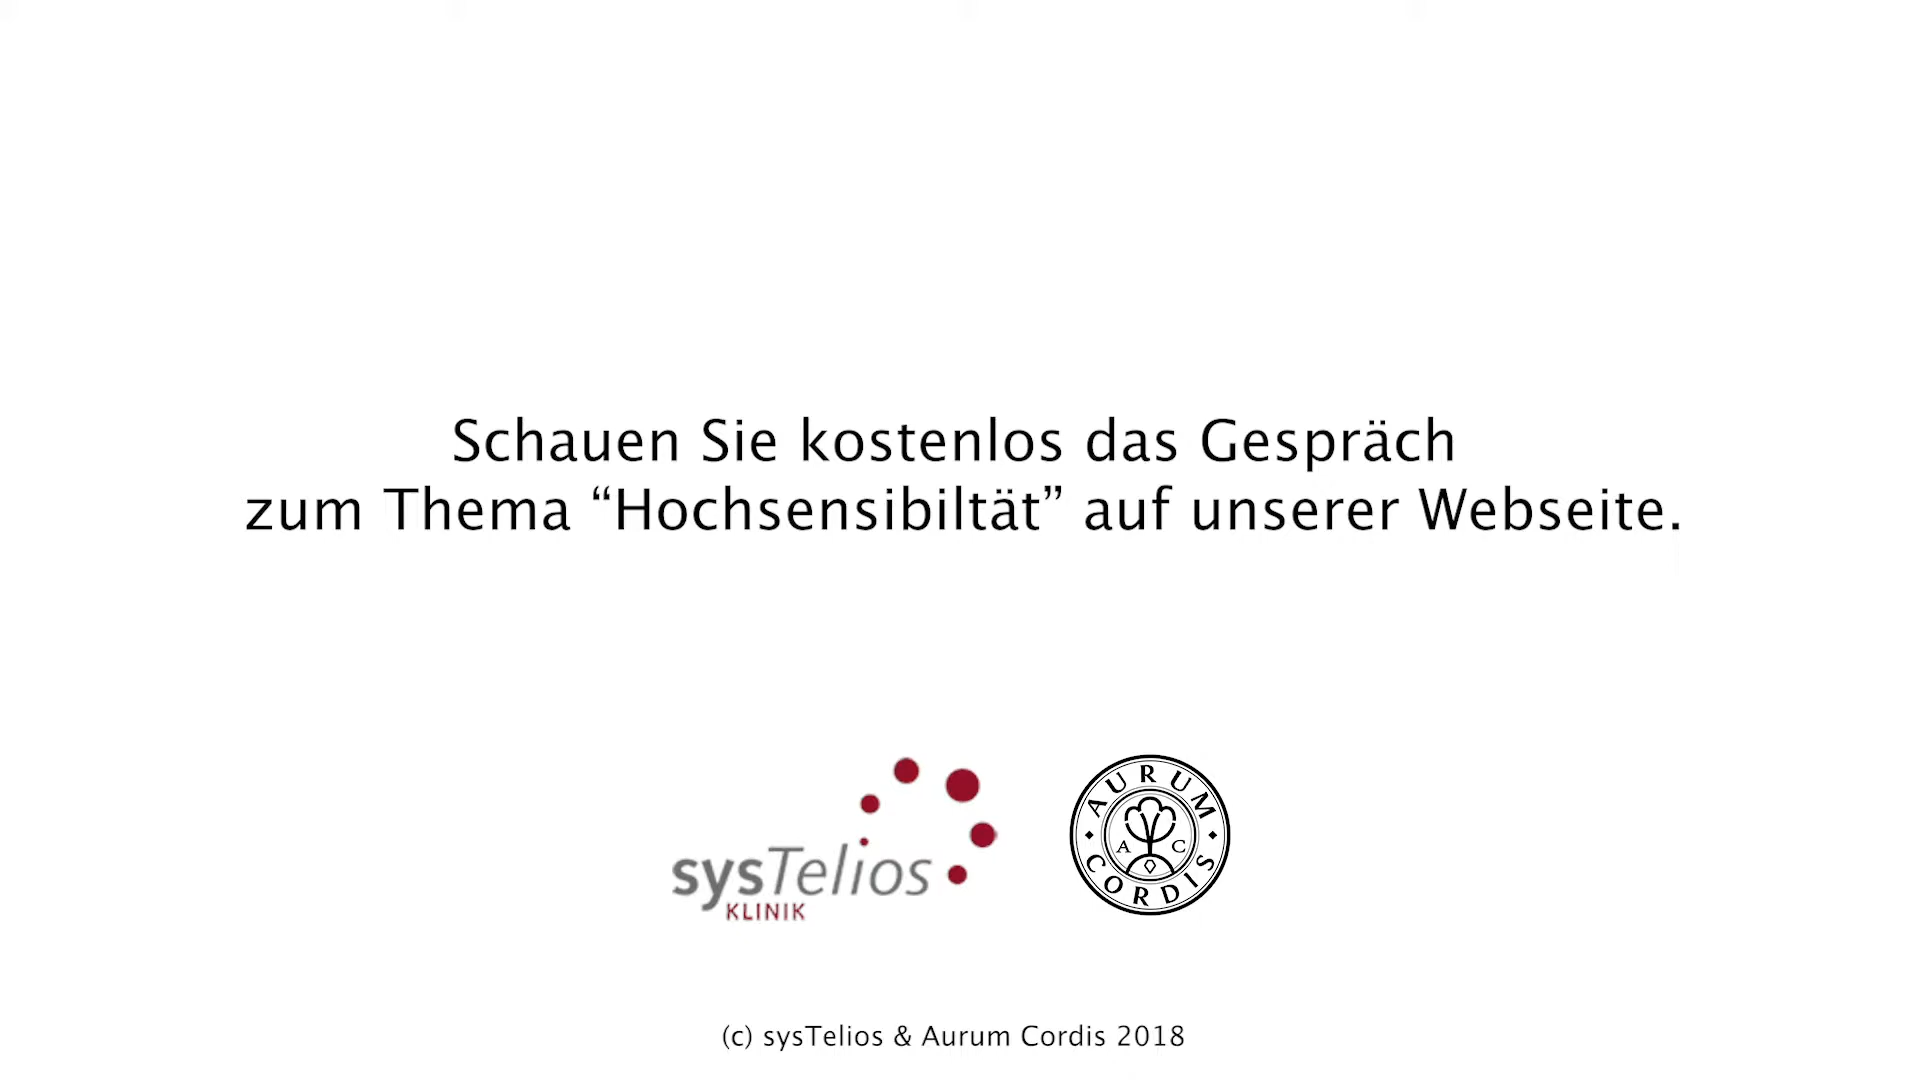 Schauen Sie kostenlos das Gespräch
zum Thema “Hochsensibiltät” auf unserer Webseite.
sysTelios
KLINIK
AURUM
A C
CORDIS
(c) sysTelios & Aurum Cordis 2018